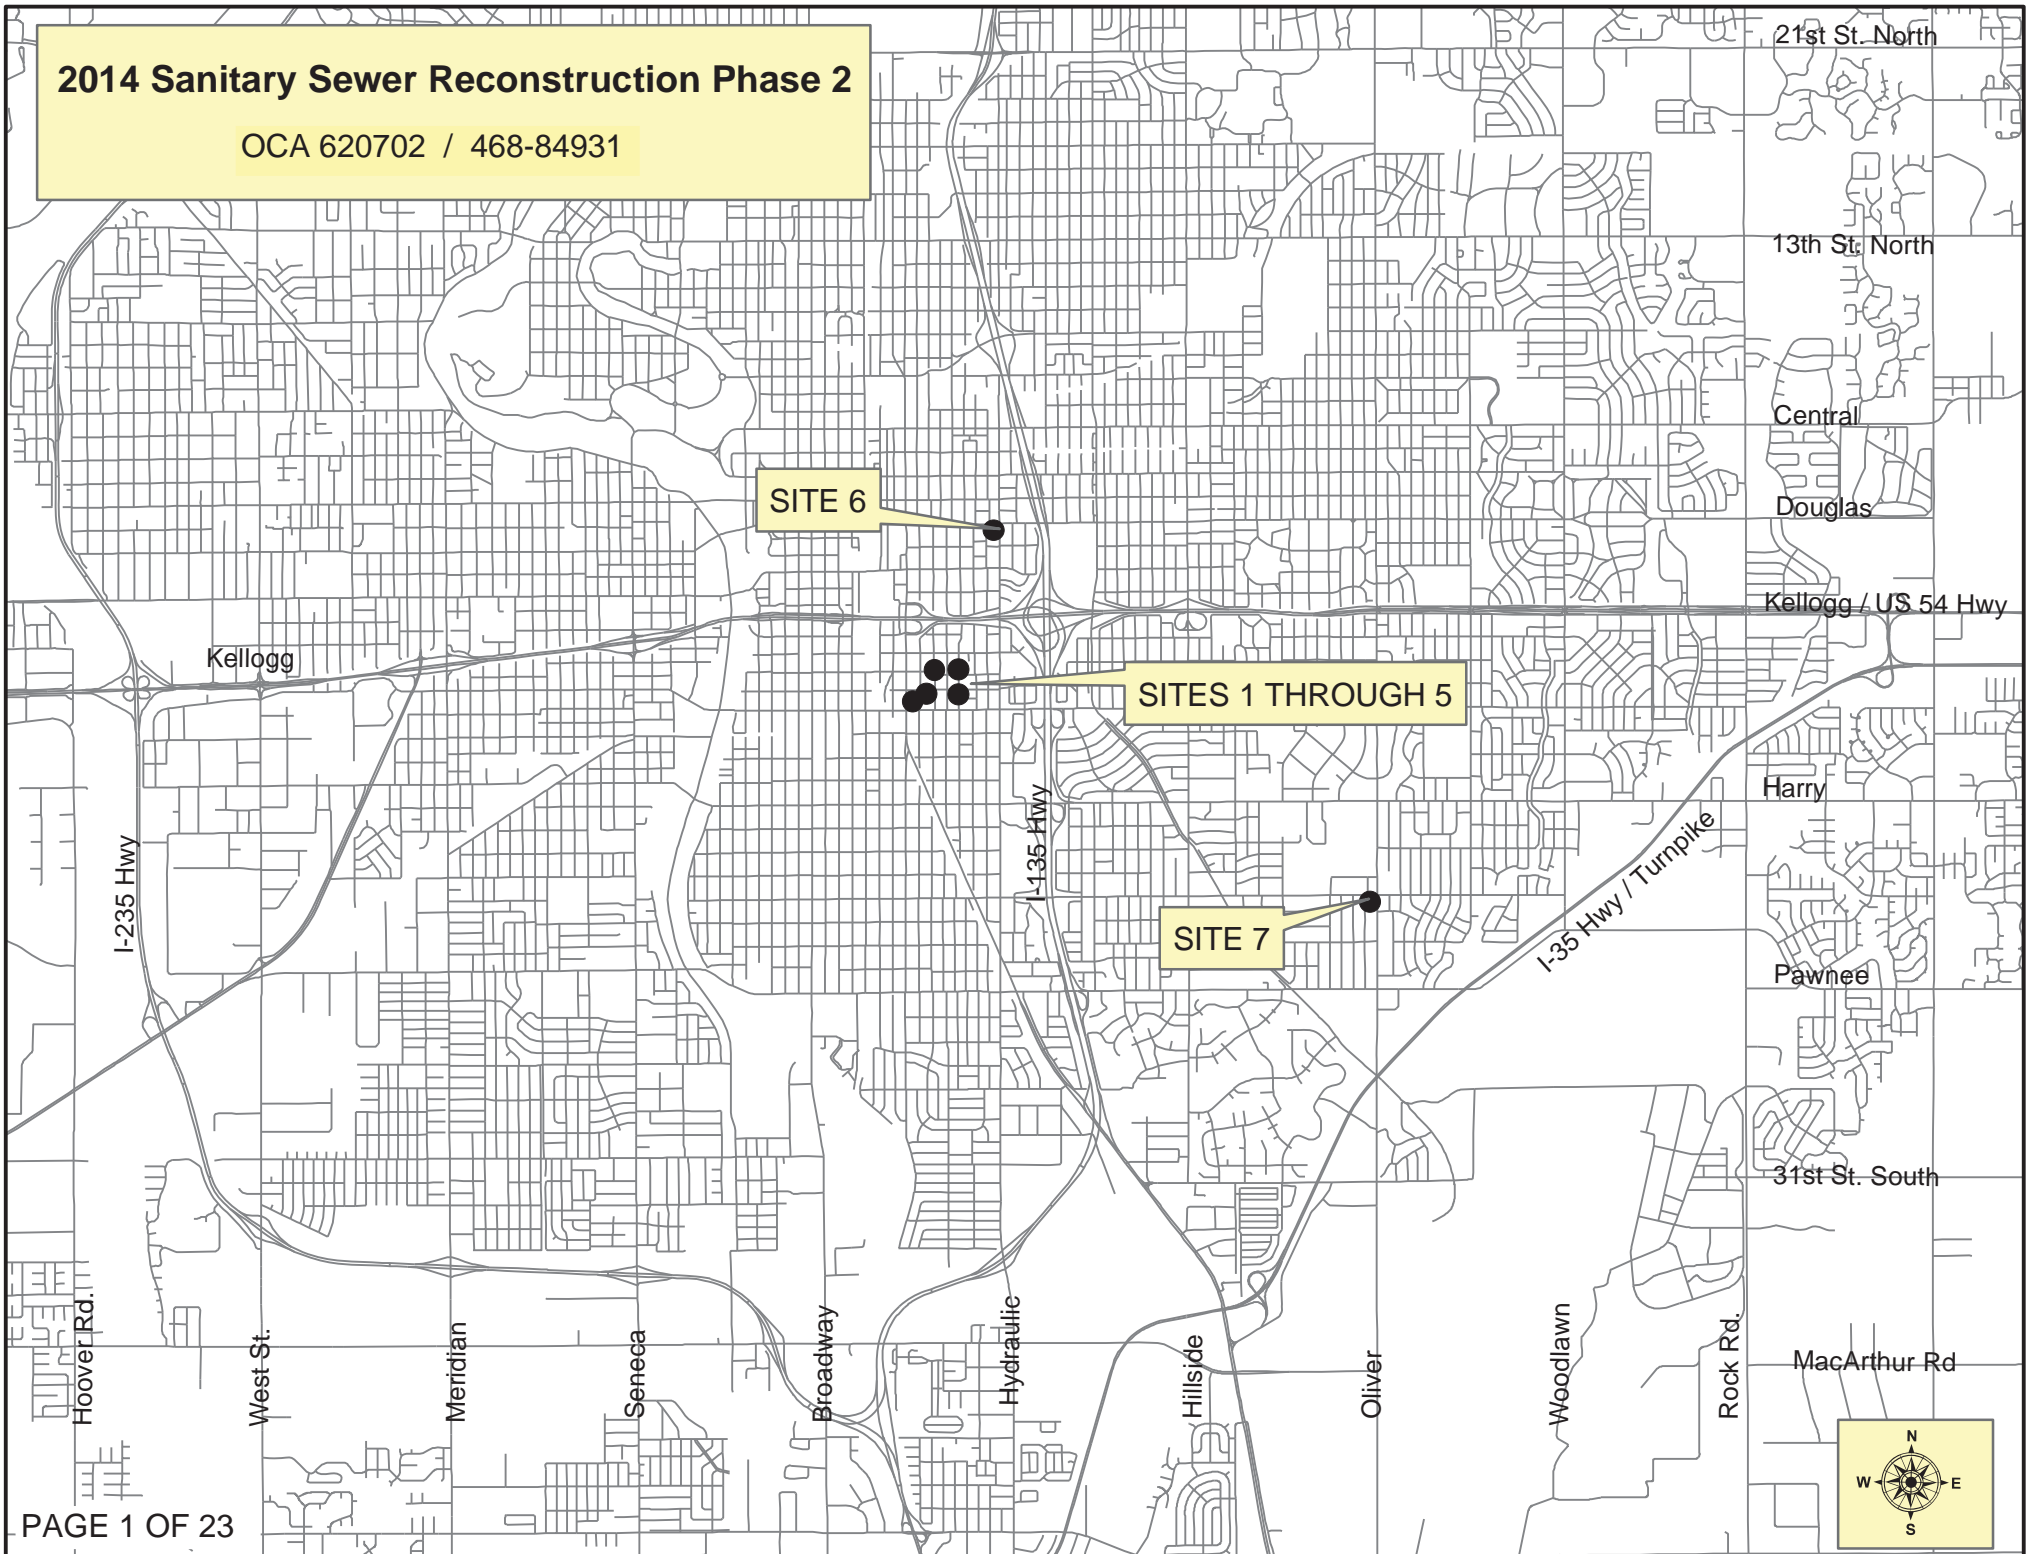 21st St. North
2014 Sanitary Sewer Reconstruction Phase 2
OCA 620702 / 468-84931
13th St. North
Central
SITE 6
Douglas
Kellogg / US 54 Hwy
Kellogg
SITES 1 THROUGH 5
Harry
I-135 Hwy
I-35 Hwy / Turnpike
I-235 Hwy
SITE 7
Pawnee
31st St. South
Hoover Rd.
West St.
Meridian
Seneca
Broadway
Hydraulic
Hillside
Oliver
Woodlawn
Rock Rd.
MacArthur Rd
N
W E
S
PAGE 1 OF 23